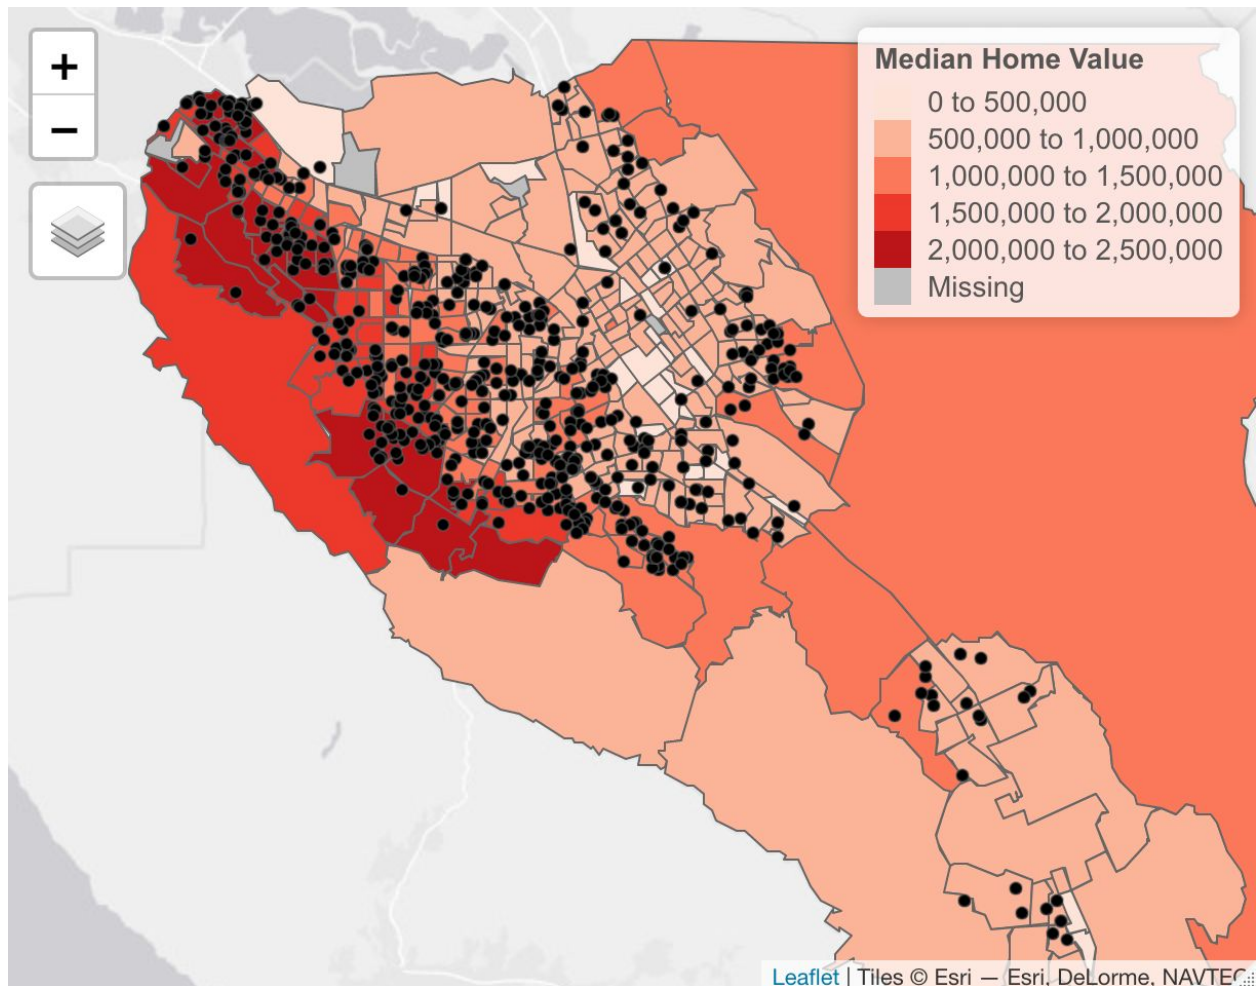 +
−
Median Home Value
0 to 500,000
500,000 to 1,000,000
1,000,000 to 1,500,000
1,500,000 to 2,000,000
2,000,000 to 2,500,000
Missing
Leaflet | Tiles © Esri — Esri, DeLorme, NAVTEQ